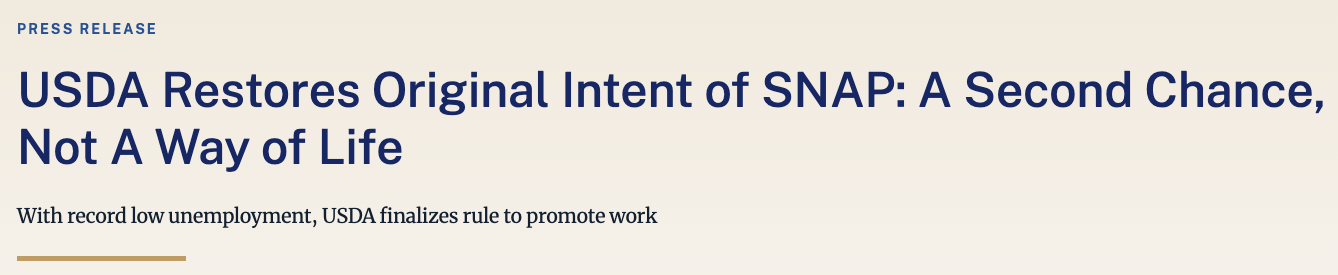 PRESS RELEASE
USDA Restores Original Intent of SNAP: A Second Chance,
Not A Way of Life
With record low unemployment, USDA finalizes rule to promote work